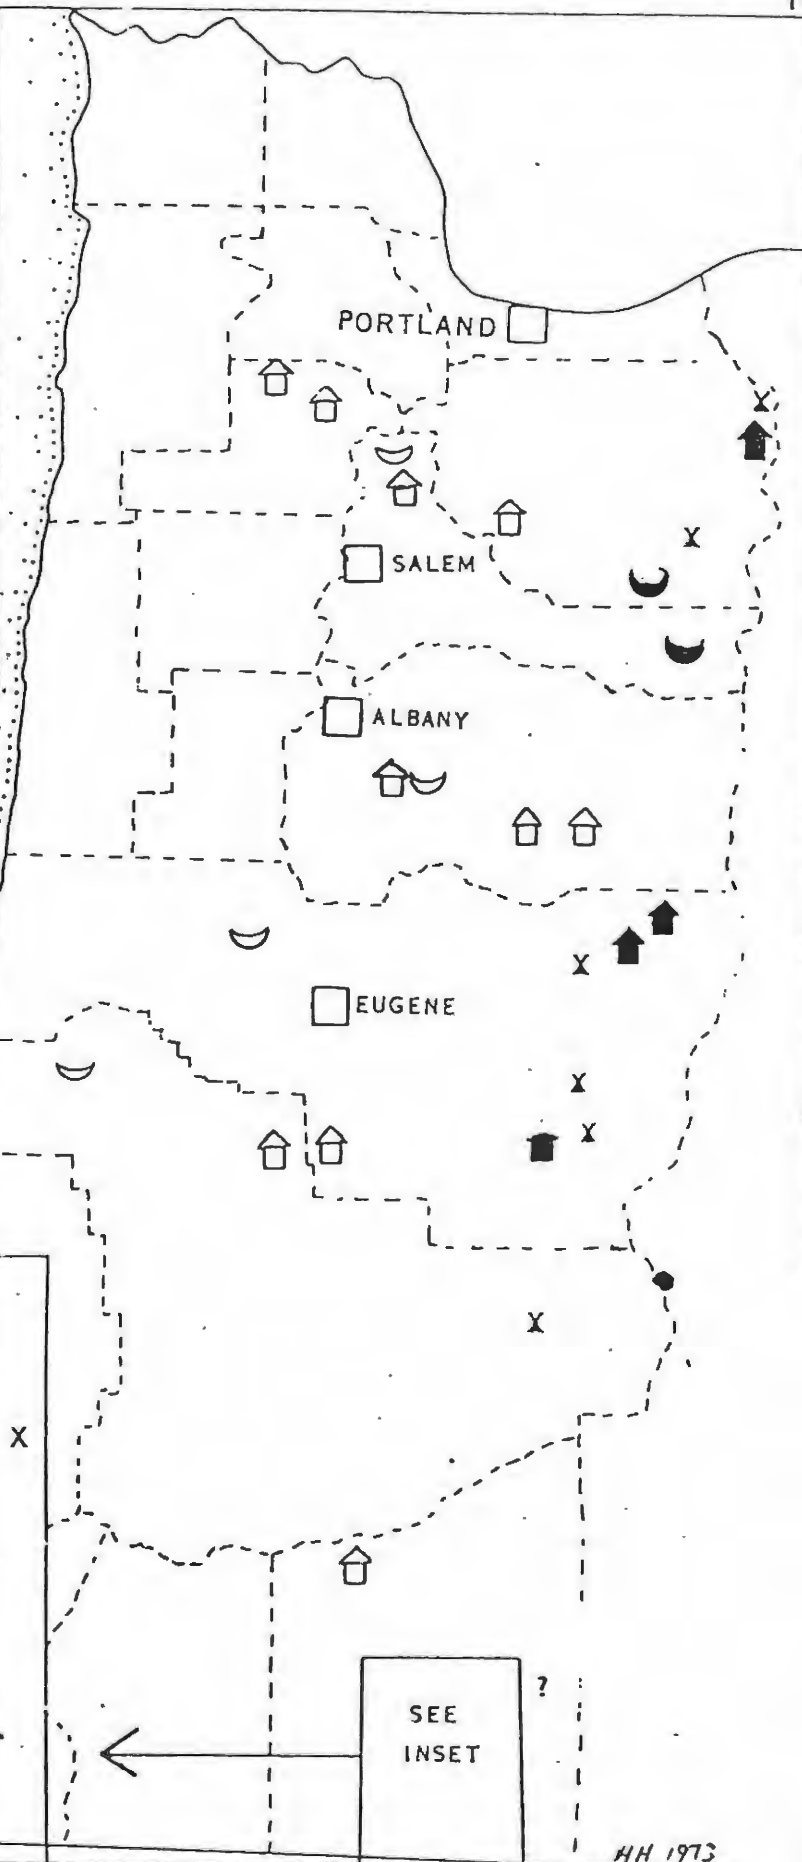 PORTLAND
X
SALEM
X
ALBANY
X
EUGENE
X
X
X
X
?
SEE
INSET
HH 1973